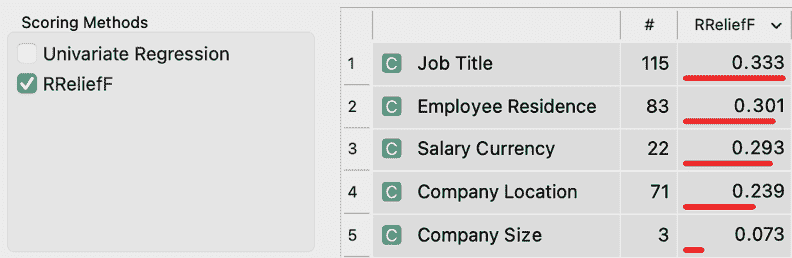 Scoring Methods
Univariate Regression
RReliefF
# RReliefF
1 C Job Title 115 0.333
2 C Employee Residence 83 0.301
3 C Salary Currency 22 0.293
4 C Company Location 71 0.239
5 C Company Size 3 0.073